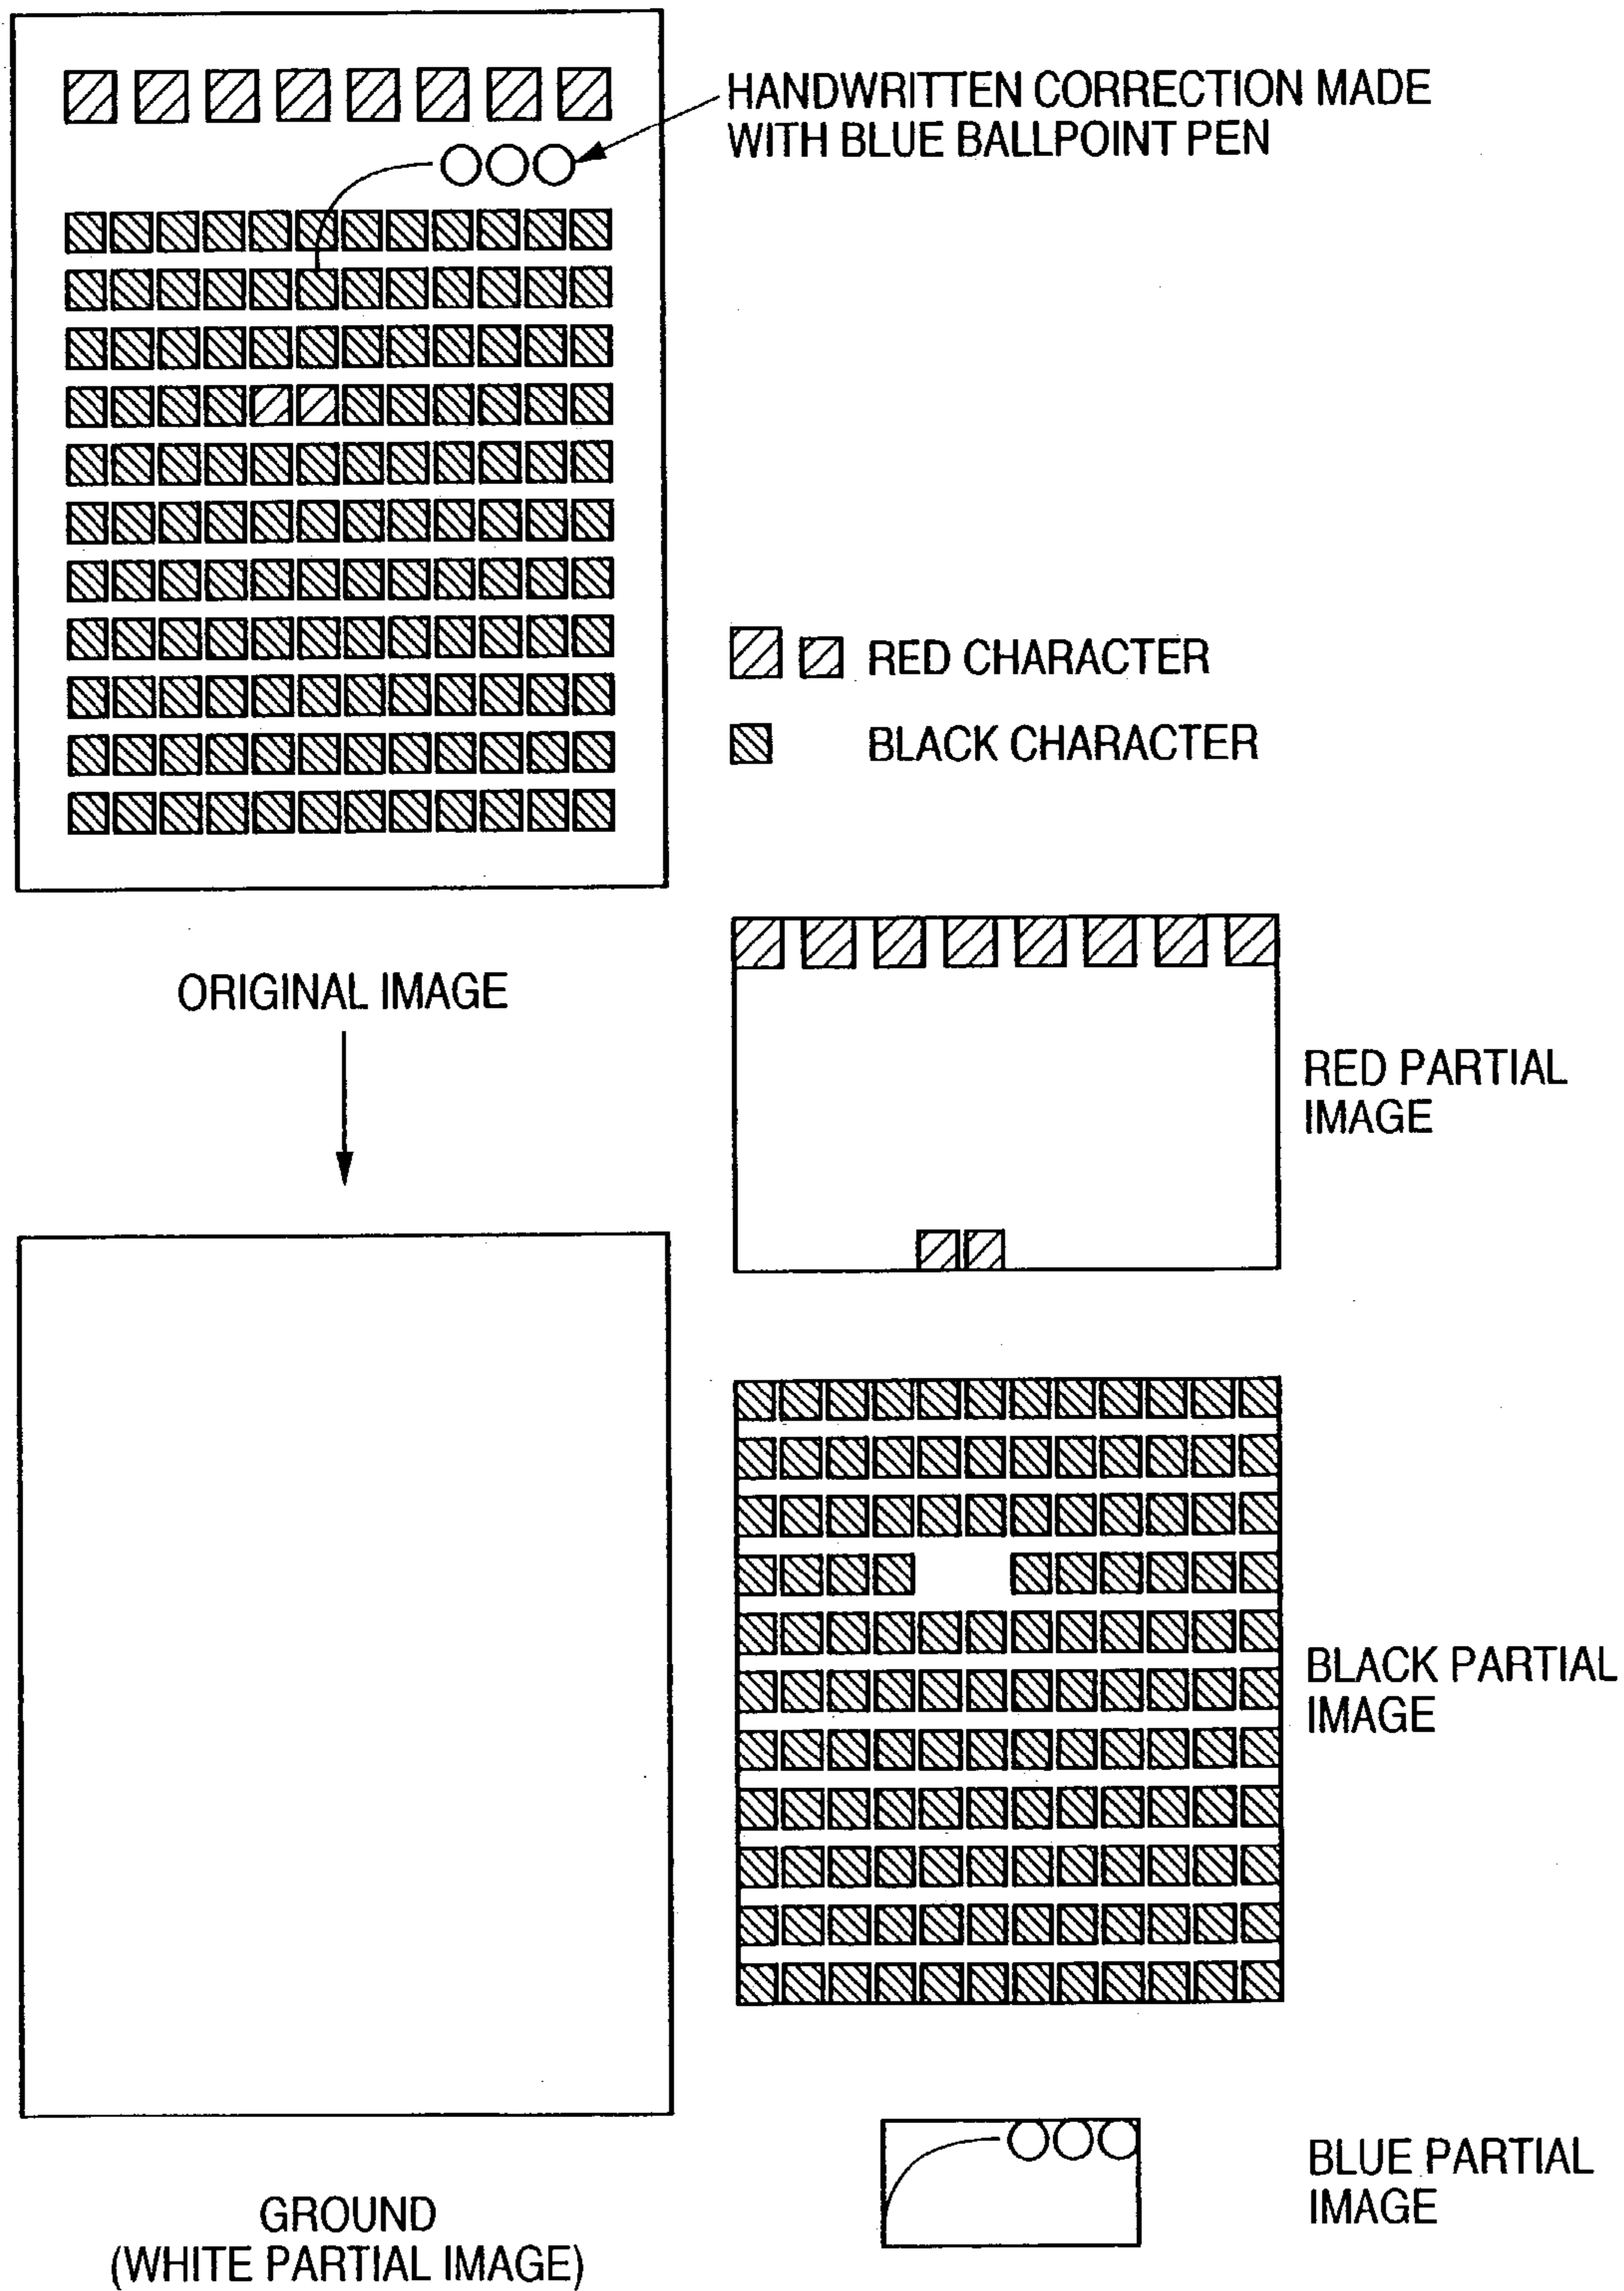 HANDWRITTEN CORRECTION MADE
WITH BLUE BALLPOINT PEN
RED CHARACTER
BLACK CHARACTER
ORIGINAL IMAGE
RED PARTIAL
IMAGE
BLACK PARTIAL
IMAGE
BLUE PARTIAL
IMAGE
GROUND
(WHITE PARTIAL IMAGE)